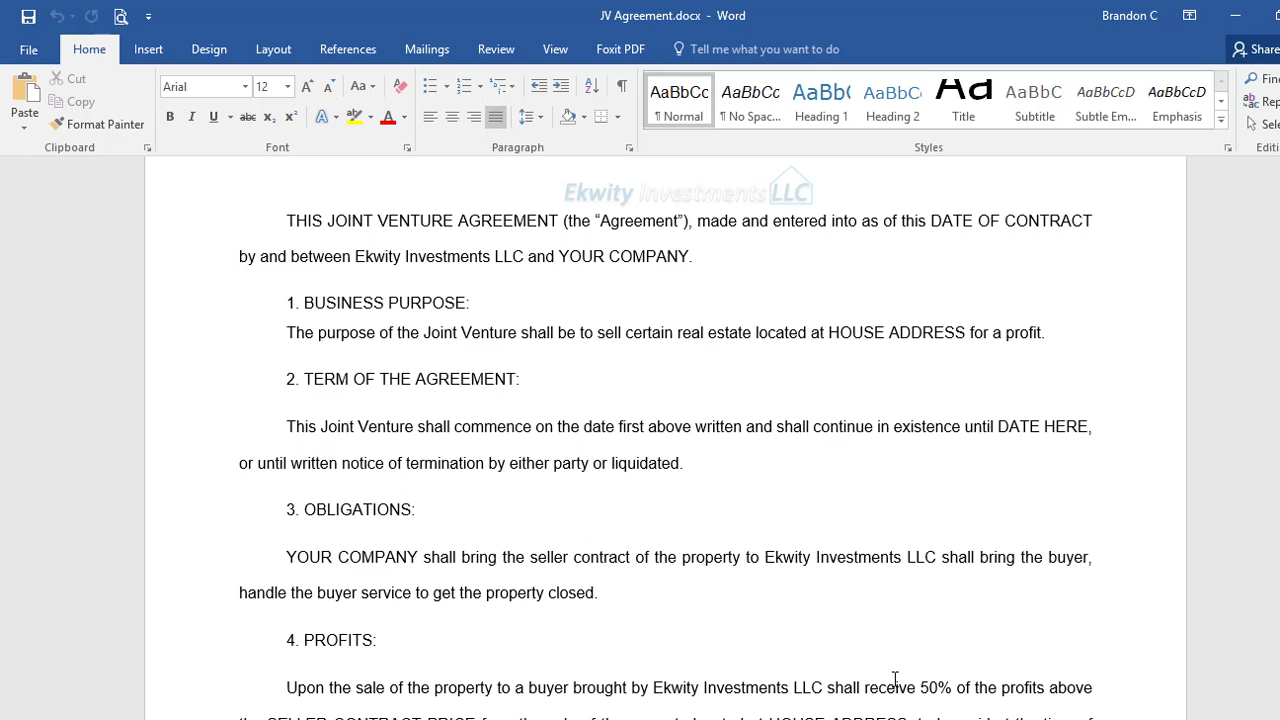 JV Agreement.docx - Word
Brandon C
File Home Insert Design Layout References Mailings Review View Foxit PDF Tell me what you want to do Share
Paste
Cut
Copy
Format Painter
Clipboard
Arial 12
Font
Paragraph
AaBbCc AaBbCc AaBb AaBbCc AaB AaBbC AaBbCcD AaBbCcD
¶ Normal ¶ No Spac... Heading 1 Heading 2 Title Subtitle Subtle Em... Emphasis
Styles
Ekwity Investments LLC
THIS JOINT VENTURE AGREEMENT (the “Agreement”), made and entered into as of this DATE OF CONTRACT
by and between Ekwity Investments LLC and YOUR COMPANY.
1. BUSINESS PURPOSE:
The purpose of the Joint Venture shall be to sell certain real estate located at HOUSE ADDRESS for a profit.
2. TERM OF THE AGREEMENT:
This Joint Venture shall commence on the date first above written and shall continue in existence until DATE HERE,
or until written notice of termination by either party or liquidated.
3. OBLIGATIONS:
YOUR COMPANY shall bring the seller contract of the property to Ekwity Investments LLC shall bring the buyer,
handle the buyer service to get the property closed.
4. PROFITS:
Upon the sale of the property to a buyer brought by Ekwity Investments LLC shall receive 50% of the profits above